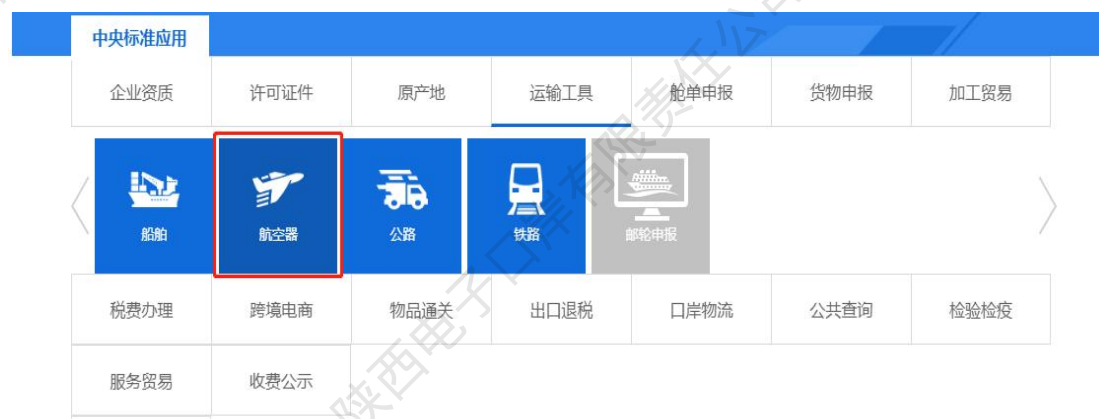 中央标准应用
企业资质 许可证件 原产地 运输工具 舱单申报 货物申报 加工贸易
船舶 航空器 公路 铁路 邮轮申报
税费办理 跨境电商 物品通关 出口退税 口岸物流 公共查询 检验检疫
服务贸易 收费公示
陕西电子口岸有限责任公司